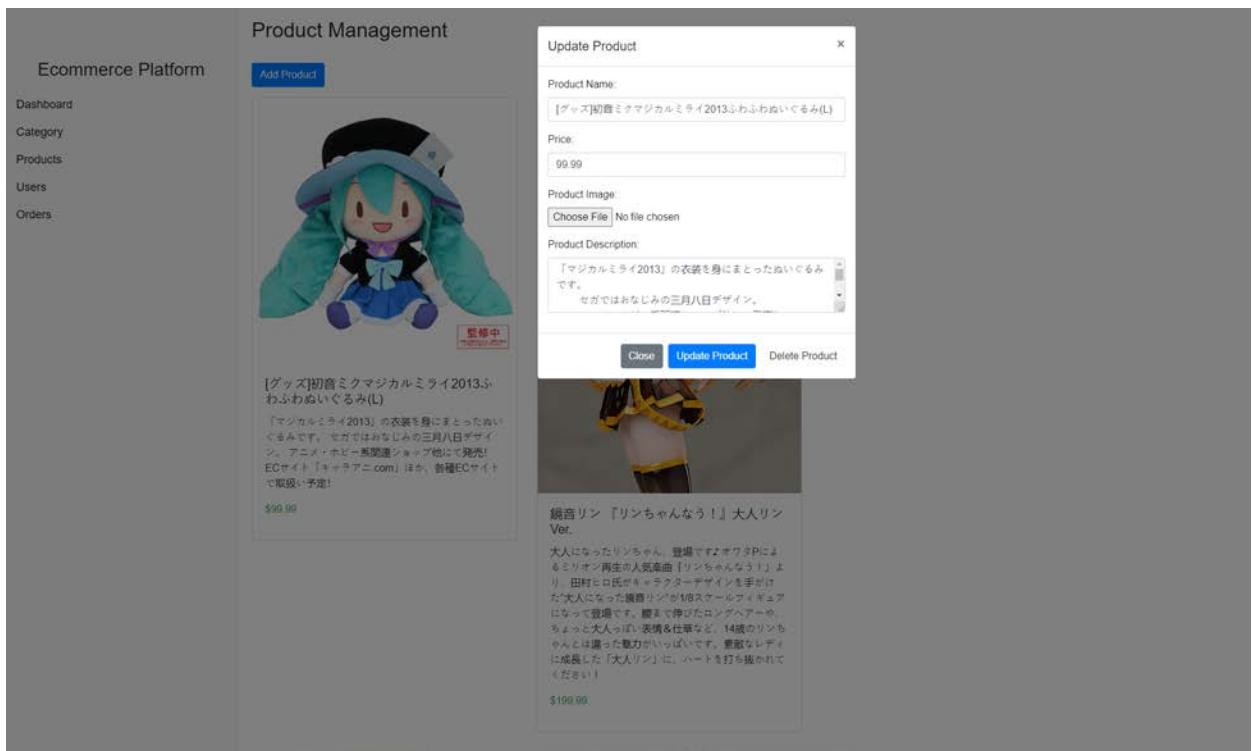 Product Management
Ecommerce Platform
Dashboard
Category
Products
Users
Orders
Add Product
監修中
[グッズ]初音ミクマジカルミライ2013ふ
わふわぬいぐるみ(L)
「マジカルミライ2013」の衣装を身にまとったぬい
ぐるみです。 セガではおなじみの三月八日デザイ
ン。 アニメ・ホビー系関連ショップ他にて発売!
ECサイト「キャラアニ.com」ほか、各種ECサイト
で取扱い予定!
$99.99
Update Product
×
Product Name:
[グッズ]初音ミクマジカルミライ2013ふわふわぬいぐるみ(L)
Price:
99.99
Product Image:
Choose File No file chosen
Product Description:
「マジカルミライ2013」の衣装を身にまとったぬいぐるみ
です。
セガではおなじみの三月八日デザイン。
Close Update Product Delete Product
鏡音リン 『リンちゃんなう！』大人リン
Ver.
大人になったリンちゃん、登場です♪オワタPによ
るミリオン再生の人気楽曲『リンちゃんなう！』よ
り、田村ヒロ氏がキャラクターデザインを手がけ
た"大人になった鏡音リン"が1/8スケールフィギュア
になって登場です。腰まで伸びたロングヘアーや、
ちょっと大人っぽい表情&仕草など、14歳のリンち
ゃんとは違った魅力がいっぱいです。素敵なレディ
に成長した「大人リン」に、ハートを打ち抜かれて
ください！
$199.99